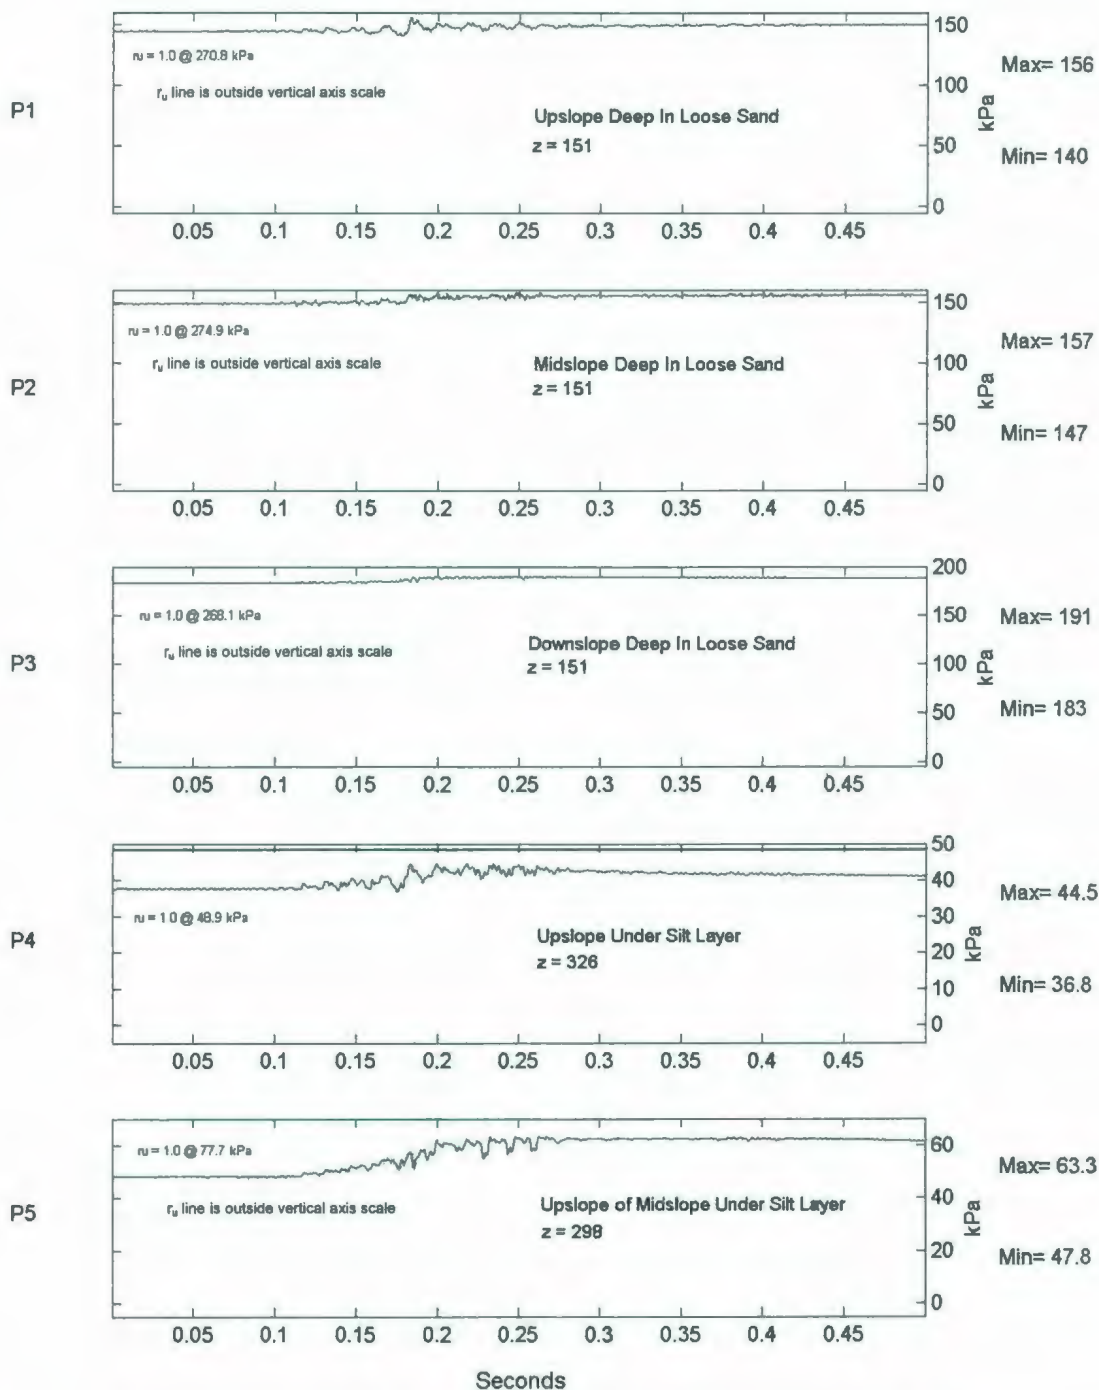 P1
ru = 1.0 @ 270.8 kPa
ru line is outside vertical axis scale
Upslope Deep In Loose Sand
z = 151
150
100
50
0
kPa
Max= 156
Min= 140
0.05 0.1 0.15 0.2 0.25 0.3 0.35 0.4 0.45
P2
ru = 1.0 @ 274.9 kPa
ru line is outside vertical axis scale
Midslope Deep In Loose Sand
z = 151
150
100
50
0
kPa
Max= 157
Min= 147
0.05 0.1 0.15 0.2 0.25 0.3 0.35 0.4 0.45
P3
ru = 1.0 @ 268.1 kPa
ru line is outside vertical axis scale
Downslope Deep In Loose Sand
z = 151
200
150
100
50
0
kPa
Max= 191
Min= 183
0.05 0.1 0.15 0.2 0.25 0.3 0.35 0.4 0.45
P4
ru = 1.0 @ 48.9 kPa
Upslope Under Silt Layer
z = 326
50
40
30
20
10
0
kPa
Max= 44.5
Min= 36.8
0.05 0.1 0.15 0.2 0.25 0.3 0.35 0.4 0.45
P5
ru = 1.0 @ 77.7 kPa
ru line is outside vertical axis scale
Upslope of Midslope Under Silt Layer
z = 298
60
40
20
0
kPa
Max= 63.3
Min= 47.8
0.05 0.1 0.15 0.2 0.25 0.3 0.35 0.4 0.45
Seconds